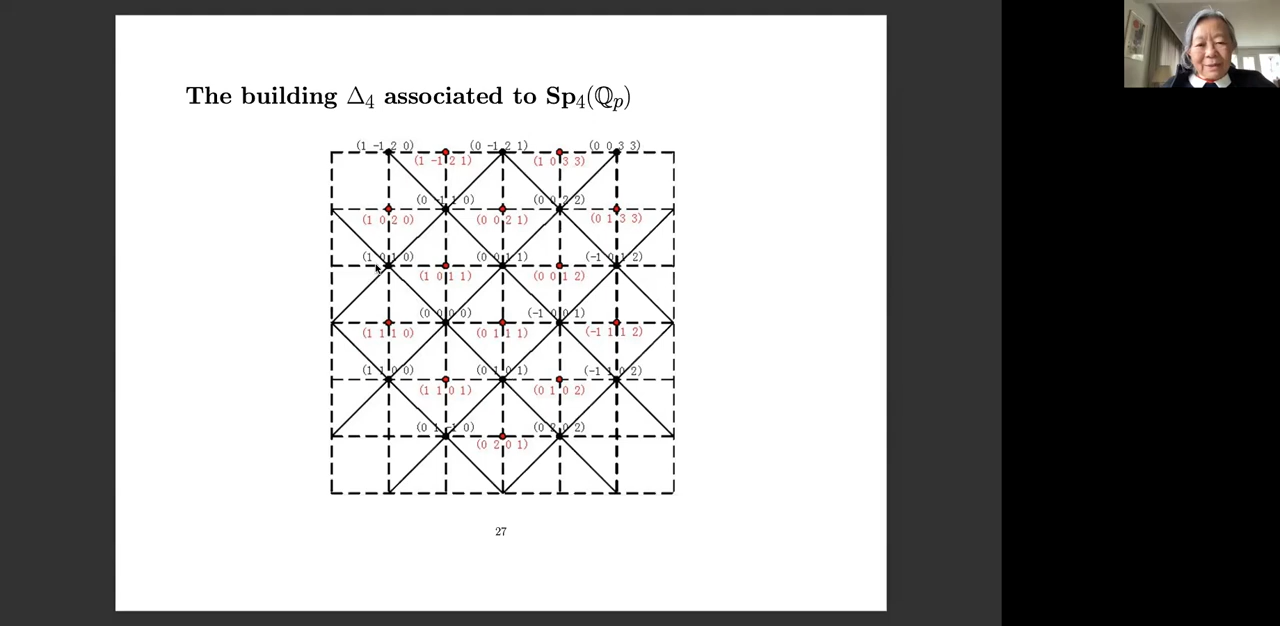 The building Δ₄ associated to Sp₄(ℚₚ)
(1 -1 2 0) (0 -1 2 1) (0 0 3 3)
(1 -1 2 1) (1 0 3 3)
(0 -1 1 0) (0 0 2 2)
(1 0 2 0) (0 0 2 1) (0 1 3 3)
(1 0 1 0) (0 0 1 1) (-1 0 1 2)
(1 0 1 1) (0 0 1 2)
(0 0 0 0) (-1 0 0 1)
(1 1 1 0) (0 1 1 1) (-1 1 1 2)
(1 1 0 0) (0 1 0 1) (-1 1 0 2)
(1 1 0 1) (0 1 0 2)
(0 1 -1 0) (0 2 0 2)
(0 2 0 1)
27